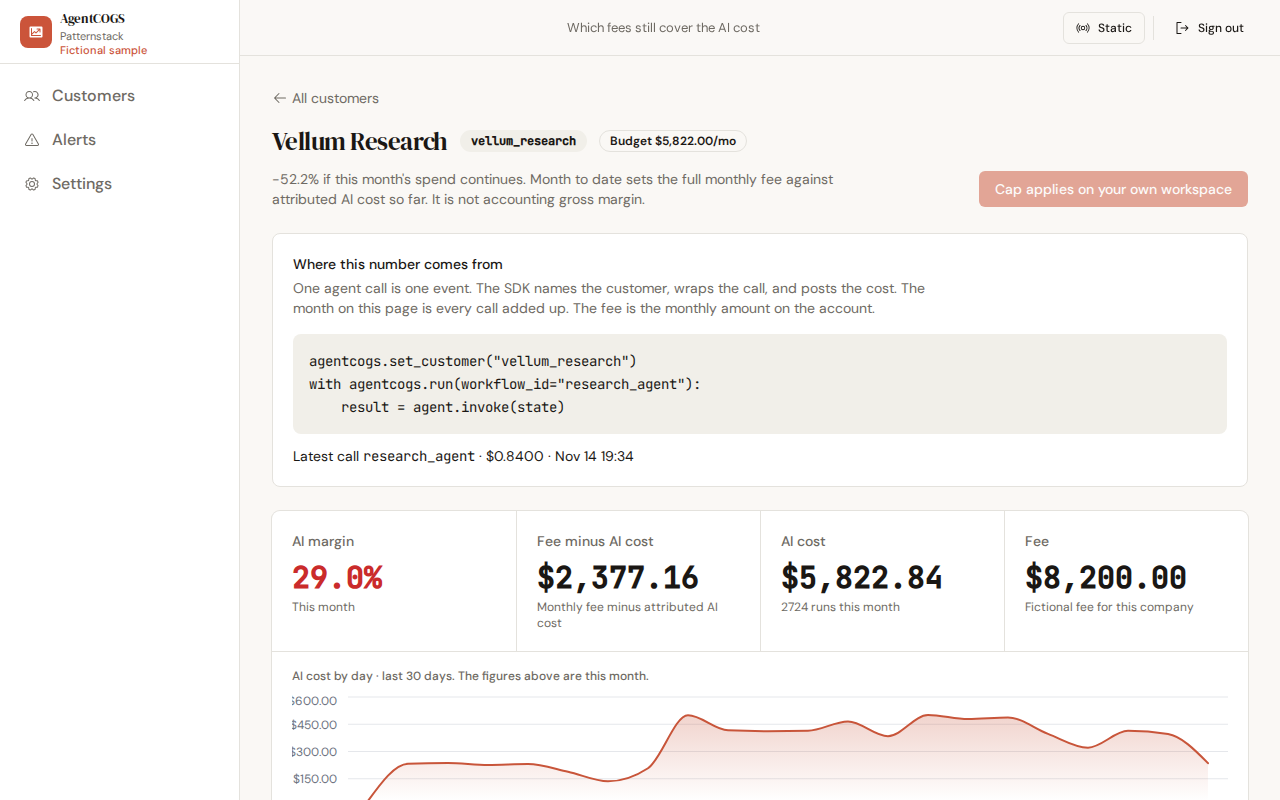 AgentCOGS
Patternstack
Fictional sample
Which fees still cover the AI cost
Static
Sign out
Customers
Alerts
Settings
← All customers
Vellum Research
vellum_research
Budget $5,822.00/mo
-52.2% if this month's spend continues. Month to date sets the full monthly fee against
attributed AI cost so far. It is not accounting gross margin.
Cap applies on your own workspace
Where this number comes from
One agent call is one event. The SDK names the customer, wraps the call, and posts the cost. The
month on this page is every call added up. The fee is the monthly amount on the account.
agentcogs.set_customer("vellum_research")
with agentcogs.run(workflow_id="research_agent"):
    result = agent.invoke(state)
Latest call research_agent · $0.8400 · Nov 14 19:34
AI margin
29.0%
This month
Fee minus AI cost
$2,377.16
Monthly fee minus attributed AI
cost
AI cost
$5,822.84
2724 runs this month
Fee
$8,200.00
Fictional fee for this company
AI cost by day · last 30 days. The figures above are this month.
$600.00
$450.00
$300.00
$150.00